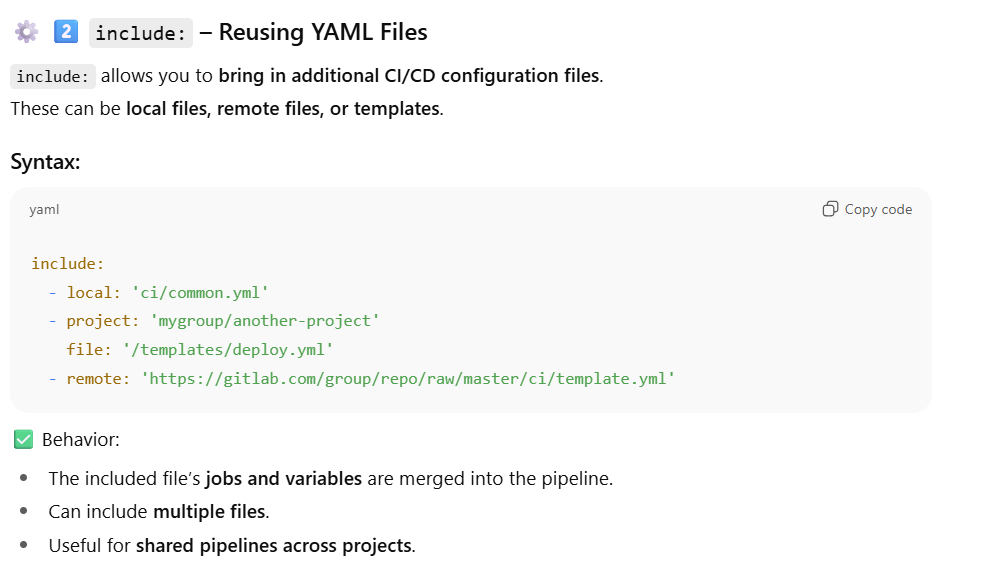 ⚙️ 2️⃣ include: – Reusing YAML Files
include: allows you to bring in additional CI/CD configuration files.
These can be local files, remote files, or templates.
Syntax:
yaml Copy code
include:
  - local: 'ci/common.yml'
  - project: 'mygroup/another-project'
    file: '/templates/deploy.yml'
  - remote: 'https://gitlab.com/group/repo/raw/master/ci/template.yml'
✅ Behavior:
• The included file’s jobs and variables are merged into the pipeline.
• Can include multiple files.
• Useful for shared pipelines across projects.